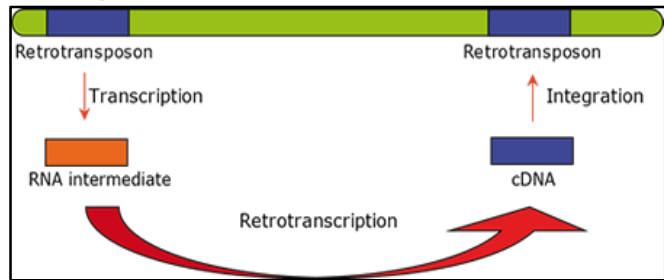 Retrotransposon Retrotransposon
Transcription Integration
RNA intermediate cDNA
Retrotranscription